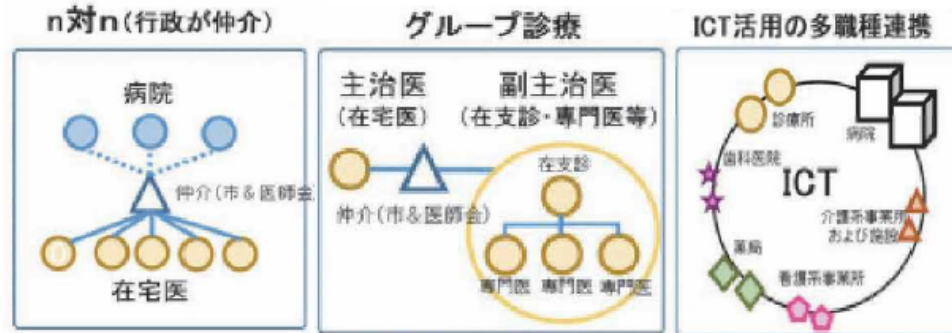 n対n(行政が仲介)
病院
仲介(市&医師会)
在宅医
グループ診療
主治医
(在宅医)
副主治医
(在支診・専門医等)
在支診
仲介(市&医師会)
専門医
専門医
専門医
ICT活用の多職種連携
診療所
病院
歯科医院
ICT
介護系事業所
および施設
薬局
看護系事業所